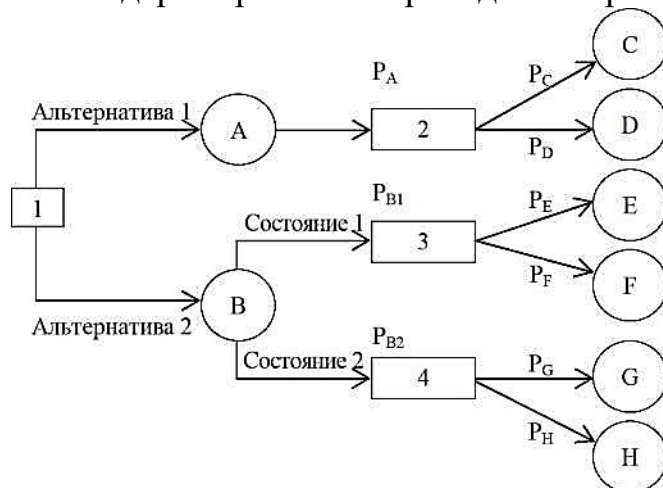 P_C
C
P_A
Альтернатива 1
A
2
P_D
D
1
P_B1
P_E
E
Состояние 1
3
B
P_F
F
Альтернатива 2
P_B2
Состояние 2
4
P_G
G
P_H
H